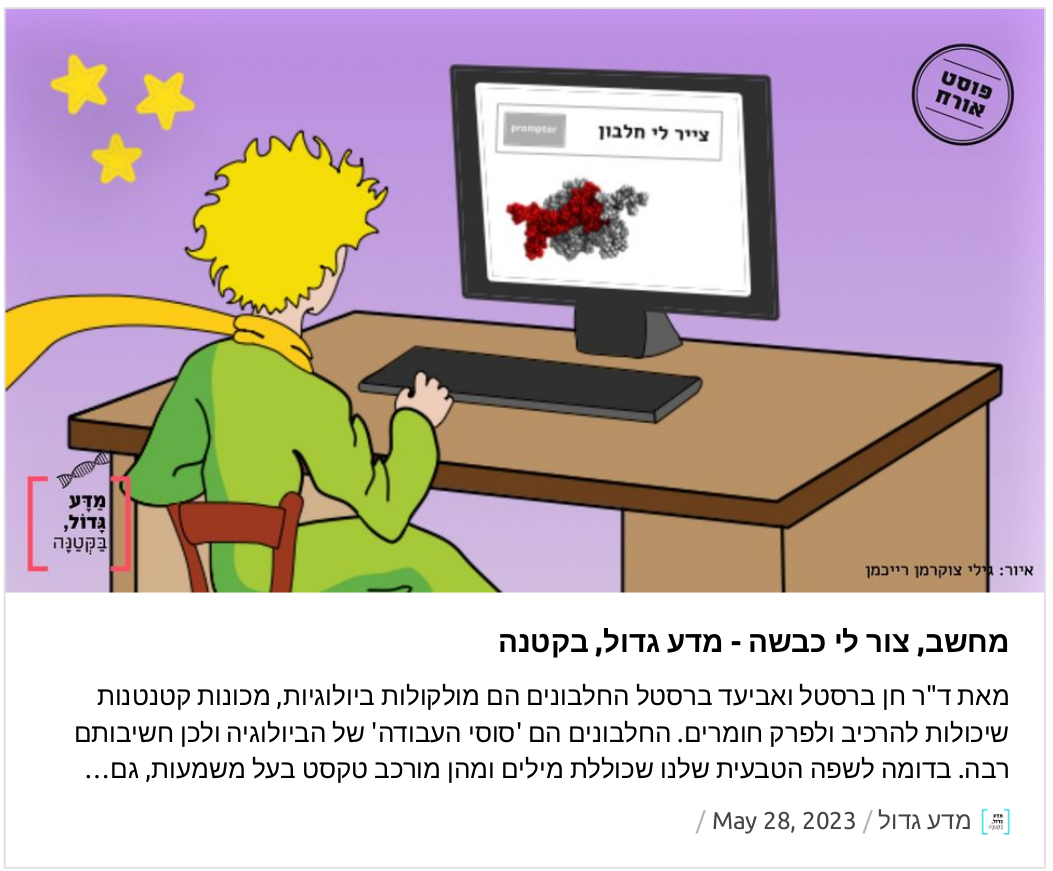 פוסט
אורח
צייר לי חלבון
prompter
מַדָּע
גָּדוֹל,
בַּקְּטַנָּה
איור: גילי צוקרמן רייכמן
מחשב, צור לי כבשה - מדע גדול, בקטנה
מאת ד"ר חן ברסטל ואביעד ברסטל החלבונים הם מולקולות ביולוגיות, מכונות קטנטנות
שיכולות להרכיב ולפרק חומרים. החלבונים הם 'סוסי העבודה' של הביולוגיה ולכן חשיבותם
רבה. בדומה לשפה הטבעית שלנו שכוללת מילים ומהן מורכב טקסט בעל משמעות, גם...
מדע גדול / May 28, 2023 /